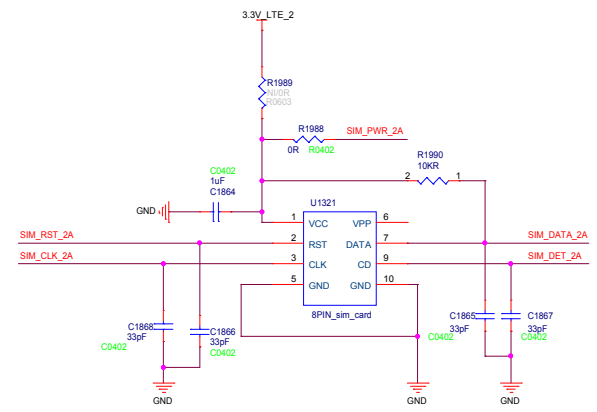 3.3V_LTE_2
R1989
NI/0R
R0603
R1988
SIM_PWR_2A
0R
R0402
R1990
10KR
C0402
1uF
C1864
2
1
GND
U1321
1
VCC
VPP
6
SIM_RST_2A
2
RST
DATA
7
SIM_DATA_2A
SIM_CLK_2A
3
CLK
CD
9
SIM_DET_2A
5
GND
GND
10
8PIN_sim_card
C1868
33pF
C0402
C1866
33pF
C0402
C1865
33pF
C0402
C1867
33pF
C0402
GND
GND
GND